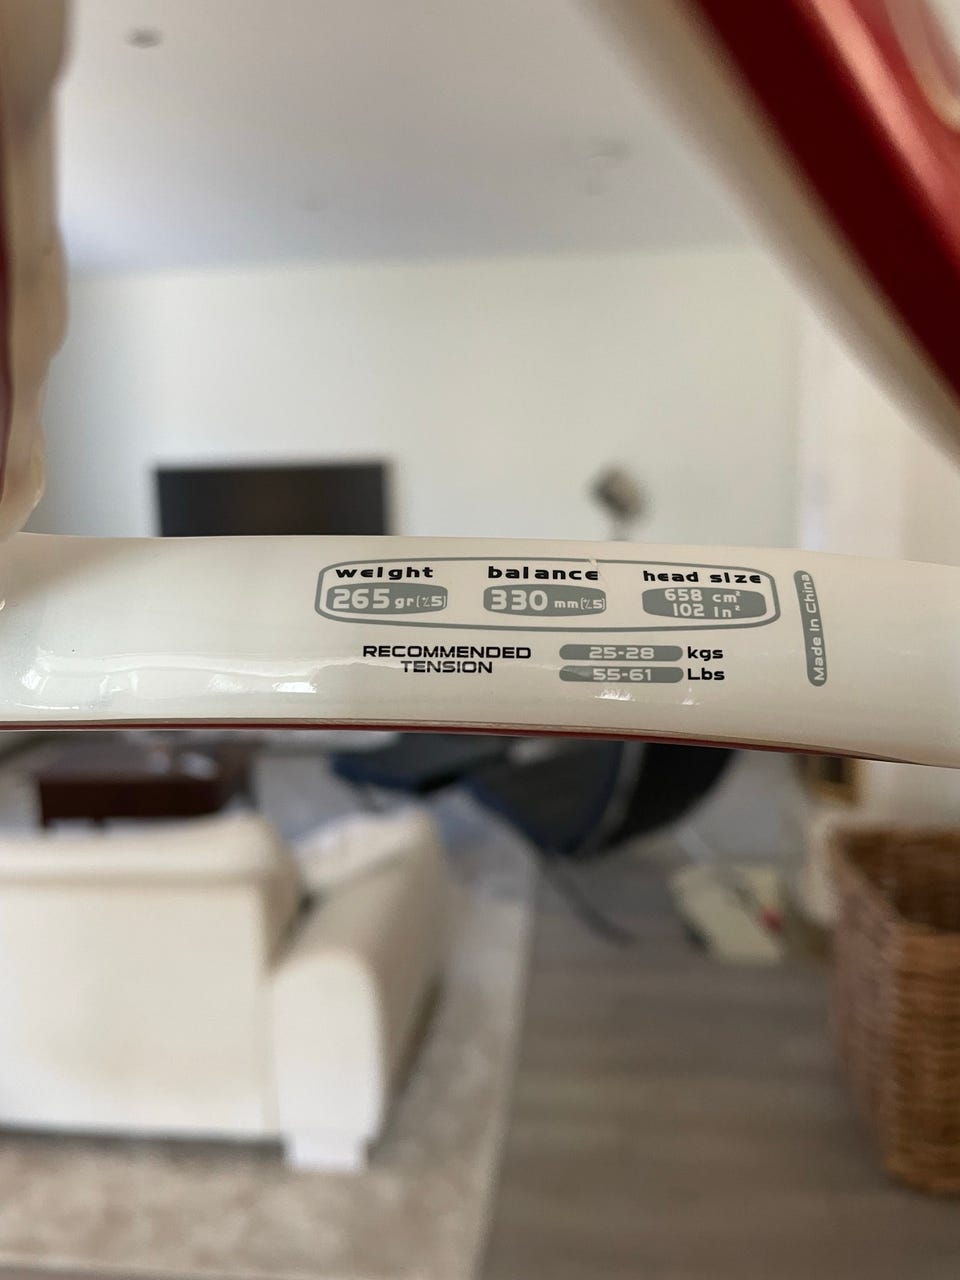 weight balance head size
265 gr(±5) 330 mm(±5) 658 cm²
102 in²
RECOMMENDED 25-28 kgs
TENSION 55-61 Lbs
Made In China